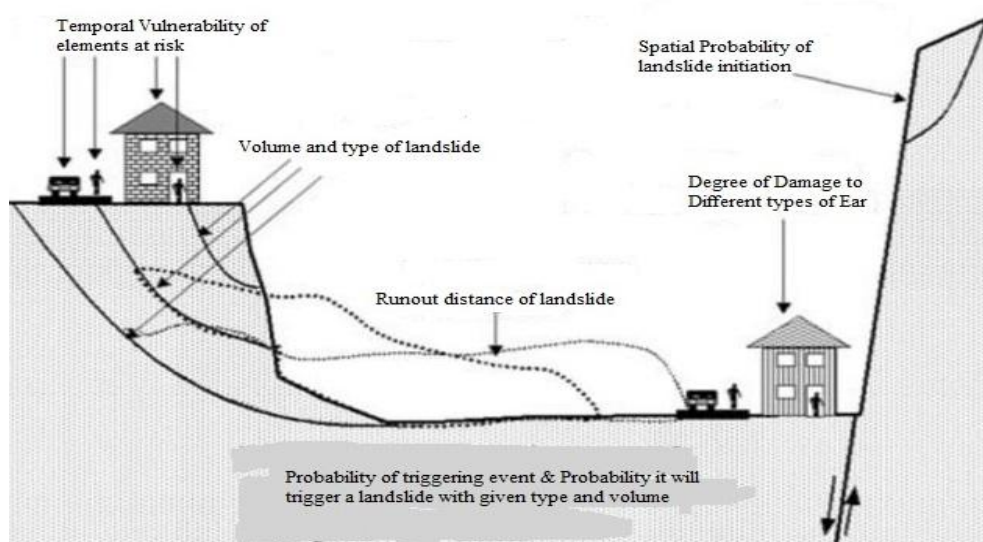 Temporal Vulnerability of
elements at risk
Spatial Probability of
landslide initiation
Volume and type of landslide
Degree of Damage to
Different types of Ear
Runout distance of landslide
Probability of triggering event & Probability it will
trigger a landslide with given type and volume